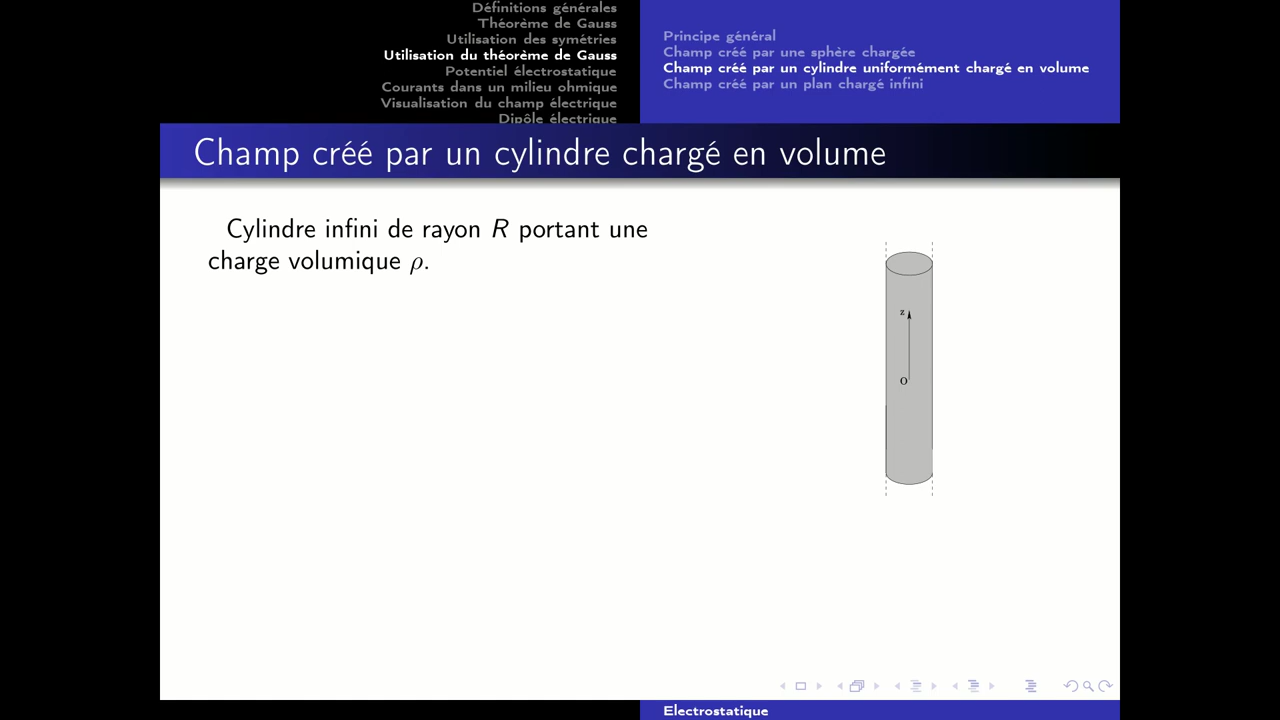 Définitions générales
Théorème de Gauss
Utilisation des symétries
Utilisation du théorème de Gauss
Potentiel électrostatique
Courants dans un milieu ohmique
Visualisation du champ électrique
Dipôle électrique
Principe général
Champ créé par une sphère chargée
Champ créé par un cylindre uniformément chargé en volume
Champ créé par un plan chargé infini
Champ créé par un cylindre chargé en volume
Cylindre infini de rayon R portant une
charge volumique ρ.
z
O
Electrostatique